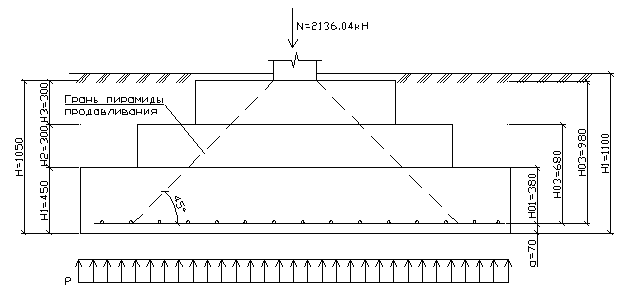 N=2136.04кН
Грань пирамиды
продавливания
H=1050
H3=300
H2=300
H1=450
45°
H01=380
H03=680
H03=980
H1=1100
a=70
P